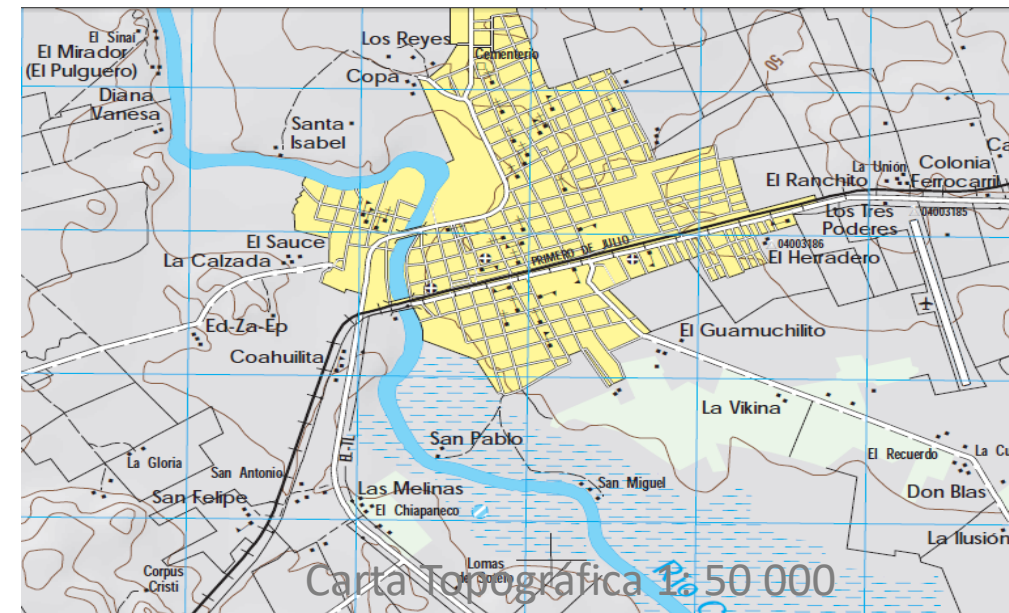 El Sinaí
El Mirador
(El Pulguero)
Diana
Vanesa
Los Reyes
Cementerio
Copa
50
Santa
Isabel
La Unión
Colonia
El Ranchito
Ferrocarril
Los Tres
Poderes
04003185
04003186
El Herradero
PRIMERO DE JULIO
El Sauce
La Calzada
Ed-Za-Ep
Coahuilita
El Guamuchilito
La Vikina
San Pablo
El Recuerdo
Don Blas
La Ilusión
La Gloria
San Antonio
San Felipe
San Miguel
Las Melinas
El Chiapaneco
Corpus
Cristi
Lomas
Río
Carta Topográfica 1: 50 000